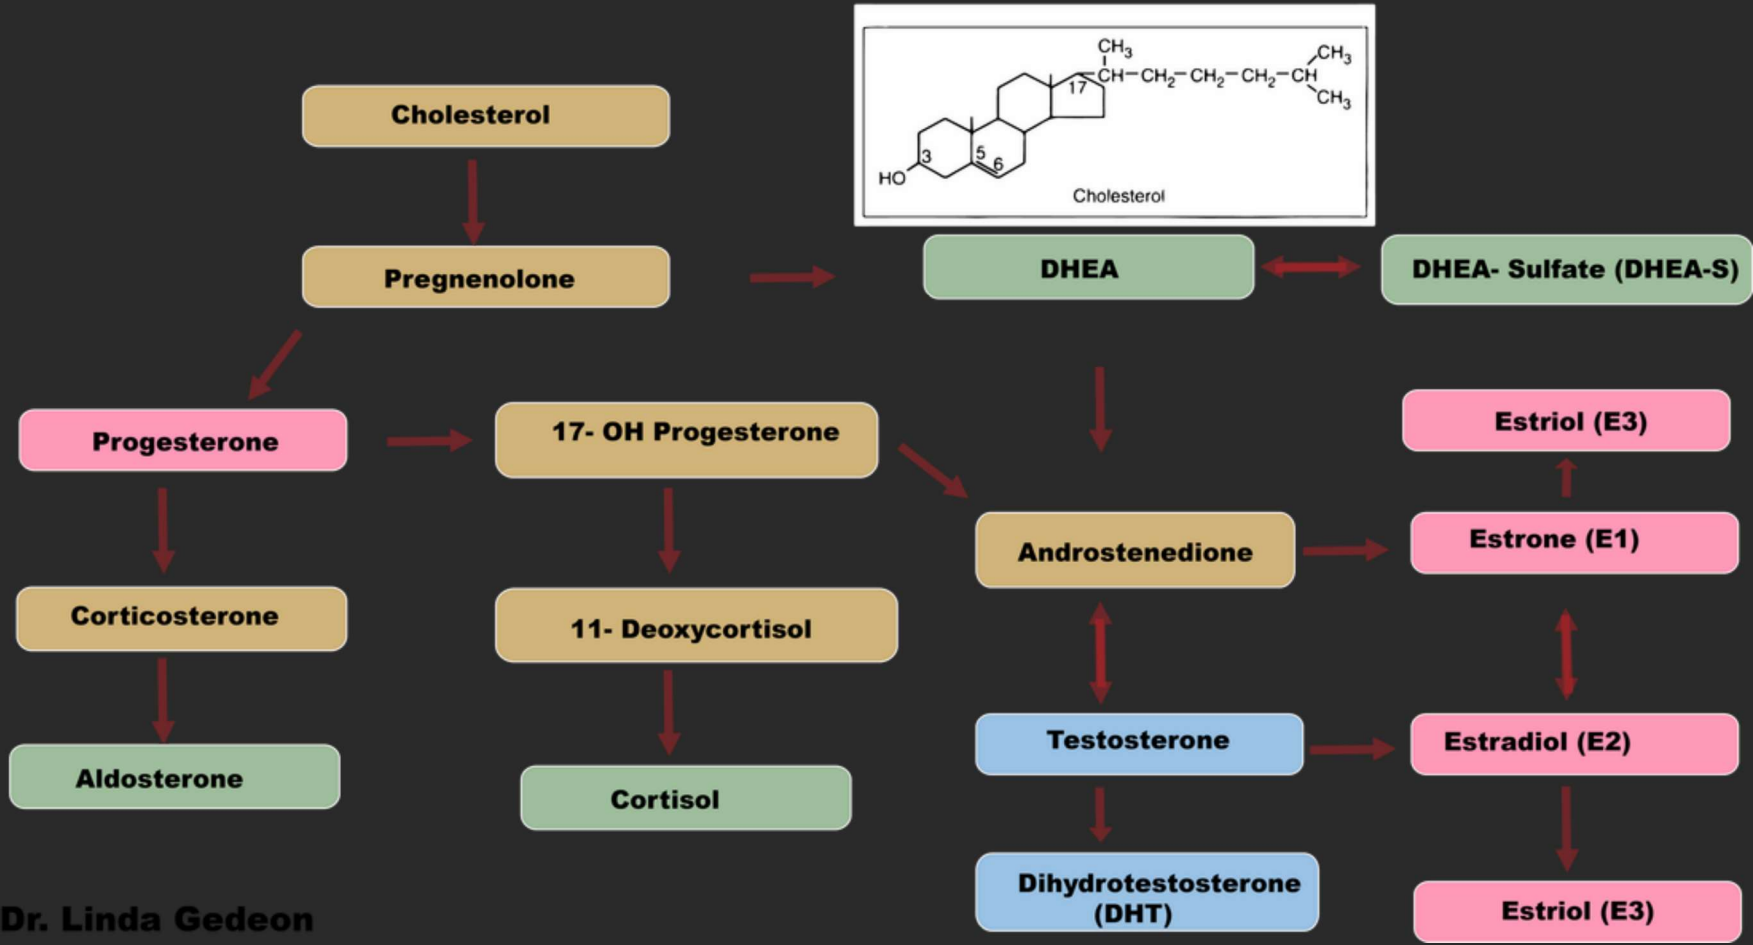 CH3
CH3
CH-CH2-CH2-CH2-CH
17
CH3
3
5
6
HO
Cholesterol
Cholesterol
Pregnenolone
DHEA
DHEA- Sulfate (DHEA-S)
Progesterone
17- OH Progesterone
Estriol (E3)
Androstenedione
Estrone (E1)
Corticosterone
11- Deoxycortisol
Testosterone
Estradiol (E2)
Aldosterone
Cortisol
Dihydrotestosterone
(DHT)
Estriol (E3)
Dr. Linda Gedeon